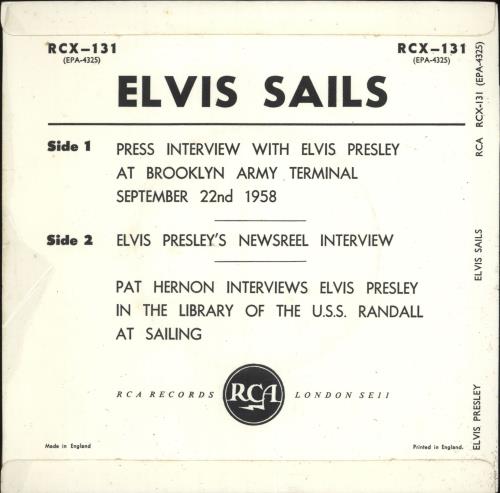 RCX–131
(EPA-4325)
RCX–131
(EPA-4325)
ELVIS SAILS
Side 1 PRESS INTERVIEW WITH ELVIS PRESLEY
AT BROOKLYN ARMY TERMINAL
SEPTEMBER 22nd 1958
Side 2 ELVIS PRESLEY'S NEWSREEL INTERVIEW
PAT HERNON INTERVIEWS ELVIS PRESLEY
IN THE LIBRARY OF THE U.S.S. RANDALL
AT SAILING
RCA RECORDS RCA LONDON SE11
Made in England
Printed in England.
ELVIS PRESLEY ELVIS SAILS RCA RCX-131 (EPA-4325)